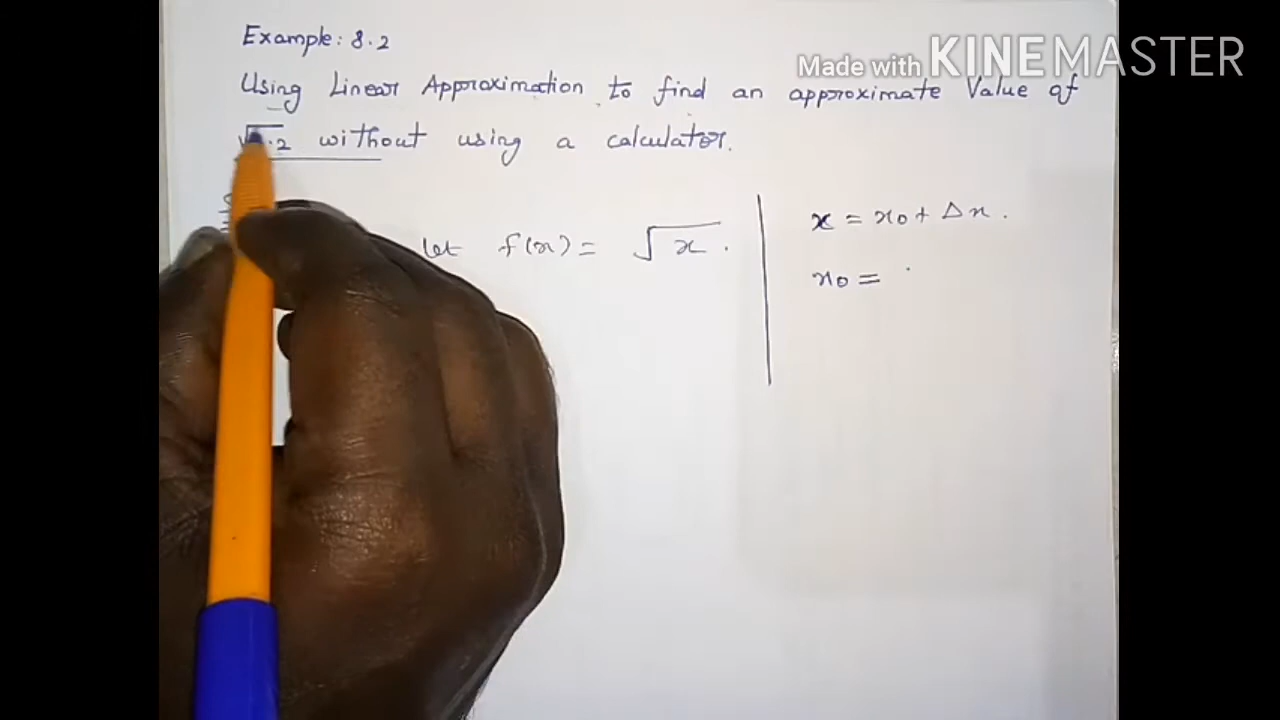 Made with KINEMASTER
Example: 8.2
Using Linear Approximation to find an approximate Value of
without using a calculator.
let f(x) = √x.
x = x0 + Δx.
x0 =